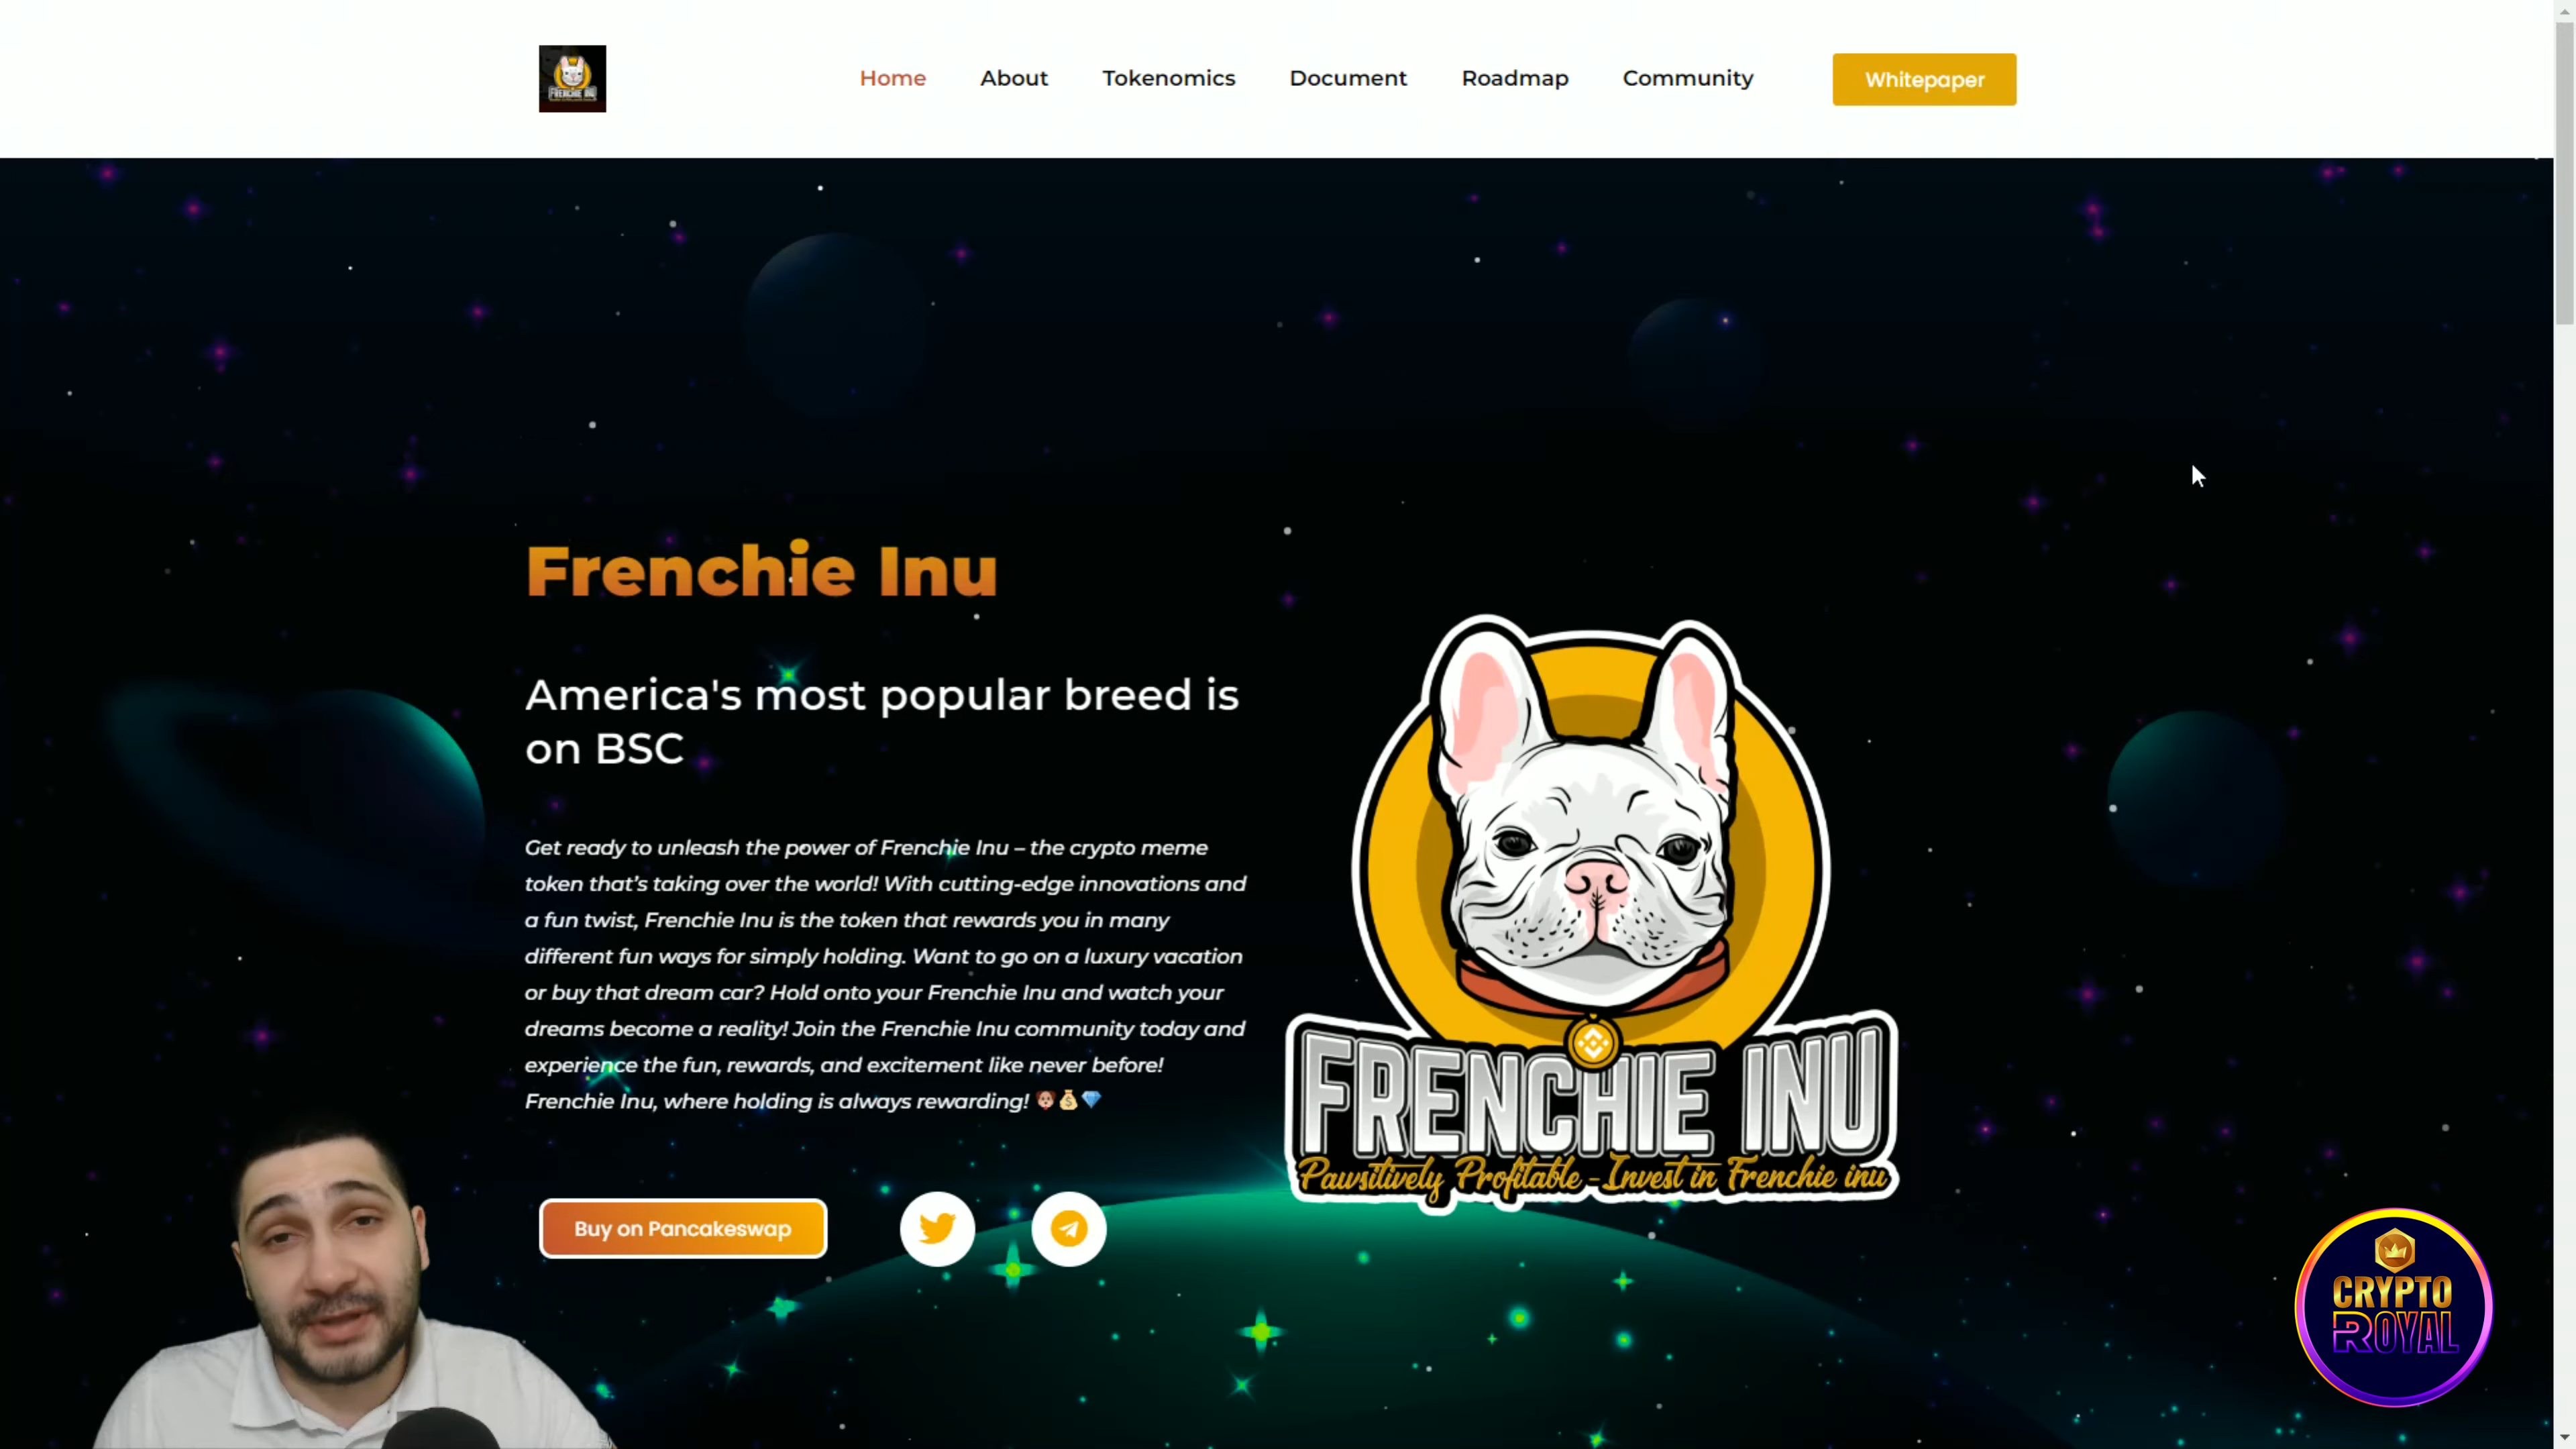 FRENCHIE INU
Home About Tokenomics Document Roadmap Community Whitepaper
Frenchie Inu
America's most popular breed is
on BSC
Get ready to unleash the power of Frenchie Inu – the crypto meme
token that's taking over the world! With cutting-edge innovations and
a fun twist, Frenchie Inu is the token that rewards you in many
different fun ways for simply holding. Want to go on a luxury vacation
or buy that dream car? Hold onto your Frenchie Inu and watch your
dreams become a reality! Join the Frenchie Inu community today and
experience the fun, rewards, and excitement like never before!
Frenchie Inu, where holding is always rewarding! 🐶💰💎
Buy on Pancakeswap
FRENCHIE INU
Pawsitively Profitable - Invest in Frenchie inu
CRYPTO
ROYAL